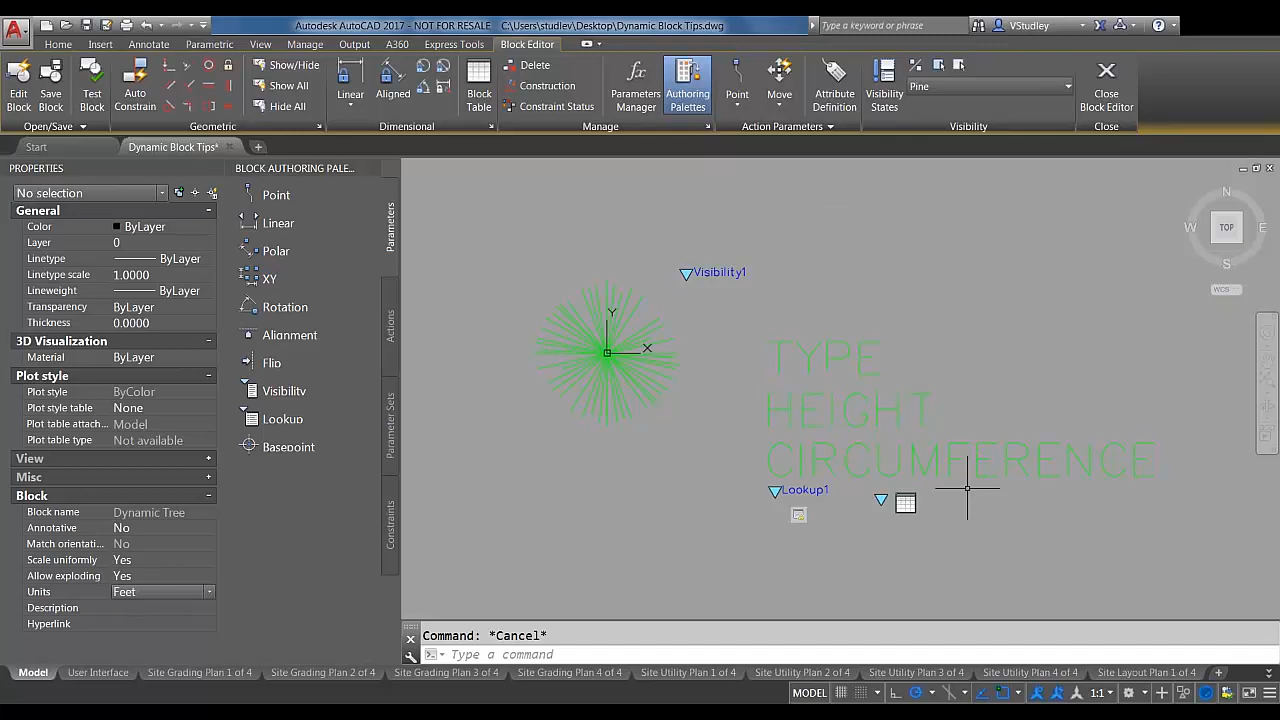 Autodesk AutoCAD 2017 - NOT FOR RESALE C:\Users\studlev\Desktop\Dynamic Block Tips.dwg
Type a keyword or phrase
VStudley
Home Insert Annotate Parametric View Manage Output A360 Express Tools Block Editor
Edit Block
Save Block
Test Block
Open/Save
Auto Constrain
Show/Hide
Show All
Hide All
Geometric
Linear
Aligned
Dimensional
Block Table
Delete
Construction
Constraint Status
Manage
Parameters Manager
Authoring Palettes
Point
Move
Action Parameters
Attribute Definition
Visibility States
Pine
Visibility
Close Block Editor
Close
Start
Dynamic Block Tips*
PROPERTIES
No selection
General
Color ByLayer
Layer 0
Linetype ByLayer
Linetype scale 1.0000
Lineweight ByLayer
Transparency ByLayer
Thickness 0.0000
3D Visualization
Material ByLayer
Plot style
Plot style ByColor
Plot style table None
Plot table attach... Model
Plot table type Not available
View
Misc
Block
Block name Dynamic Tree
Annotative No
Match orientati... No
Scale uniformly Yes
Allow exploding Yes
Units Feet
Description
Hyperlink
BLOCK AUTHORING PALE...
Point
Linear
Polar
XY
Rotation
Alignment
Flip
Visibility
Lookup
Basepoint
Parameters
Actions
Parameter Sets
Constraints
Visibility1
Y
X
TYPE
HEIGHT
CIRCUMFERENCE
Lookup1
N
W TOP E
S
WCS
Command: *Cancel*
Type a command
Model User Interface Site Grading Plan 1 of 4 Site Grading Plan 2 of 4 Site Grading Plan 3 of 4 Site Grading Plan 4 of 4 Site Utility Plan 1 of 4 Site Utility Plan 2 of 4 Site Utility Plan 3 of 4 Site Utility Plan 4 of 4 Site Layout Plan 1 of 4
MODEL 1:1